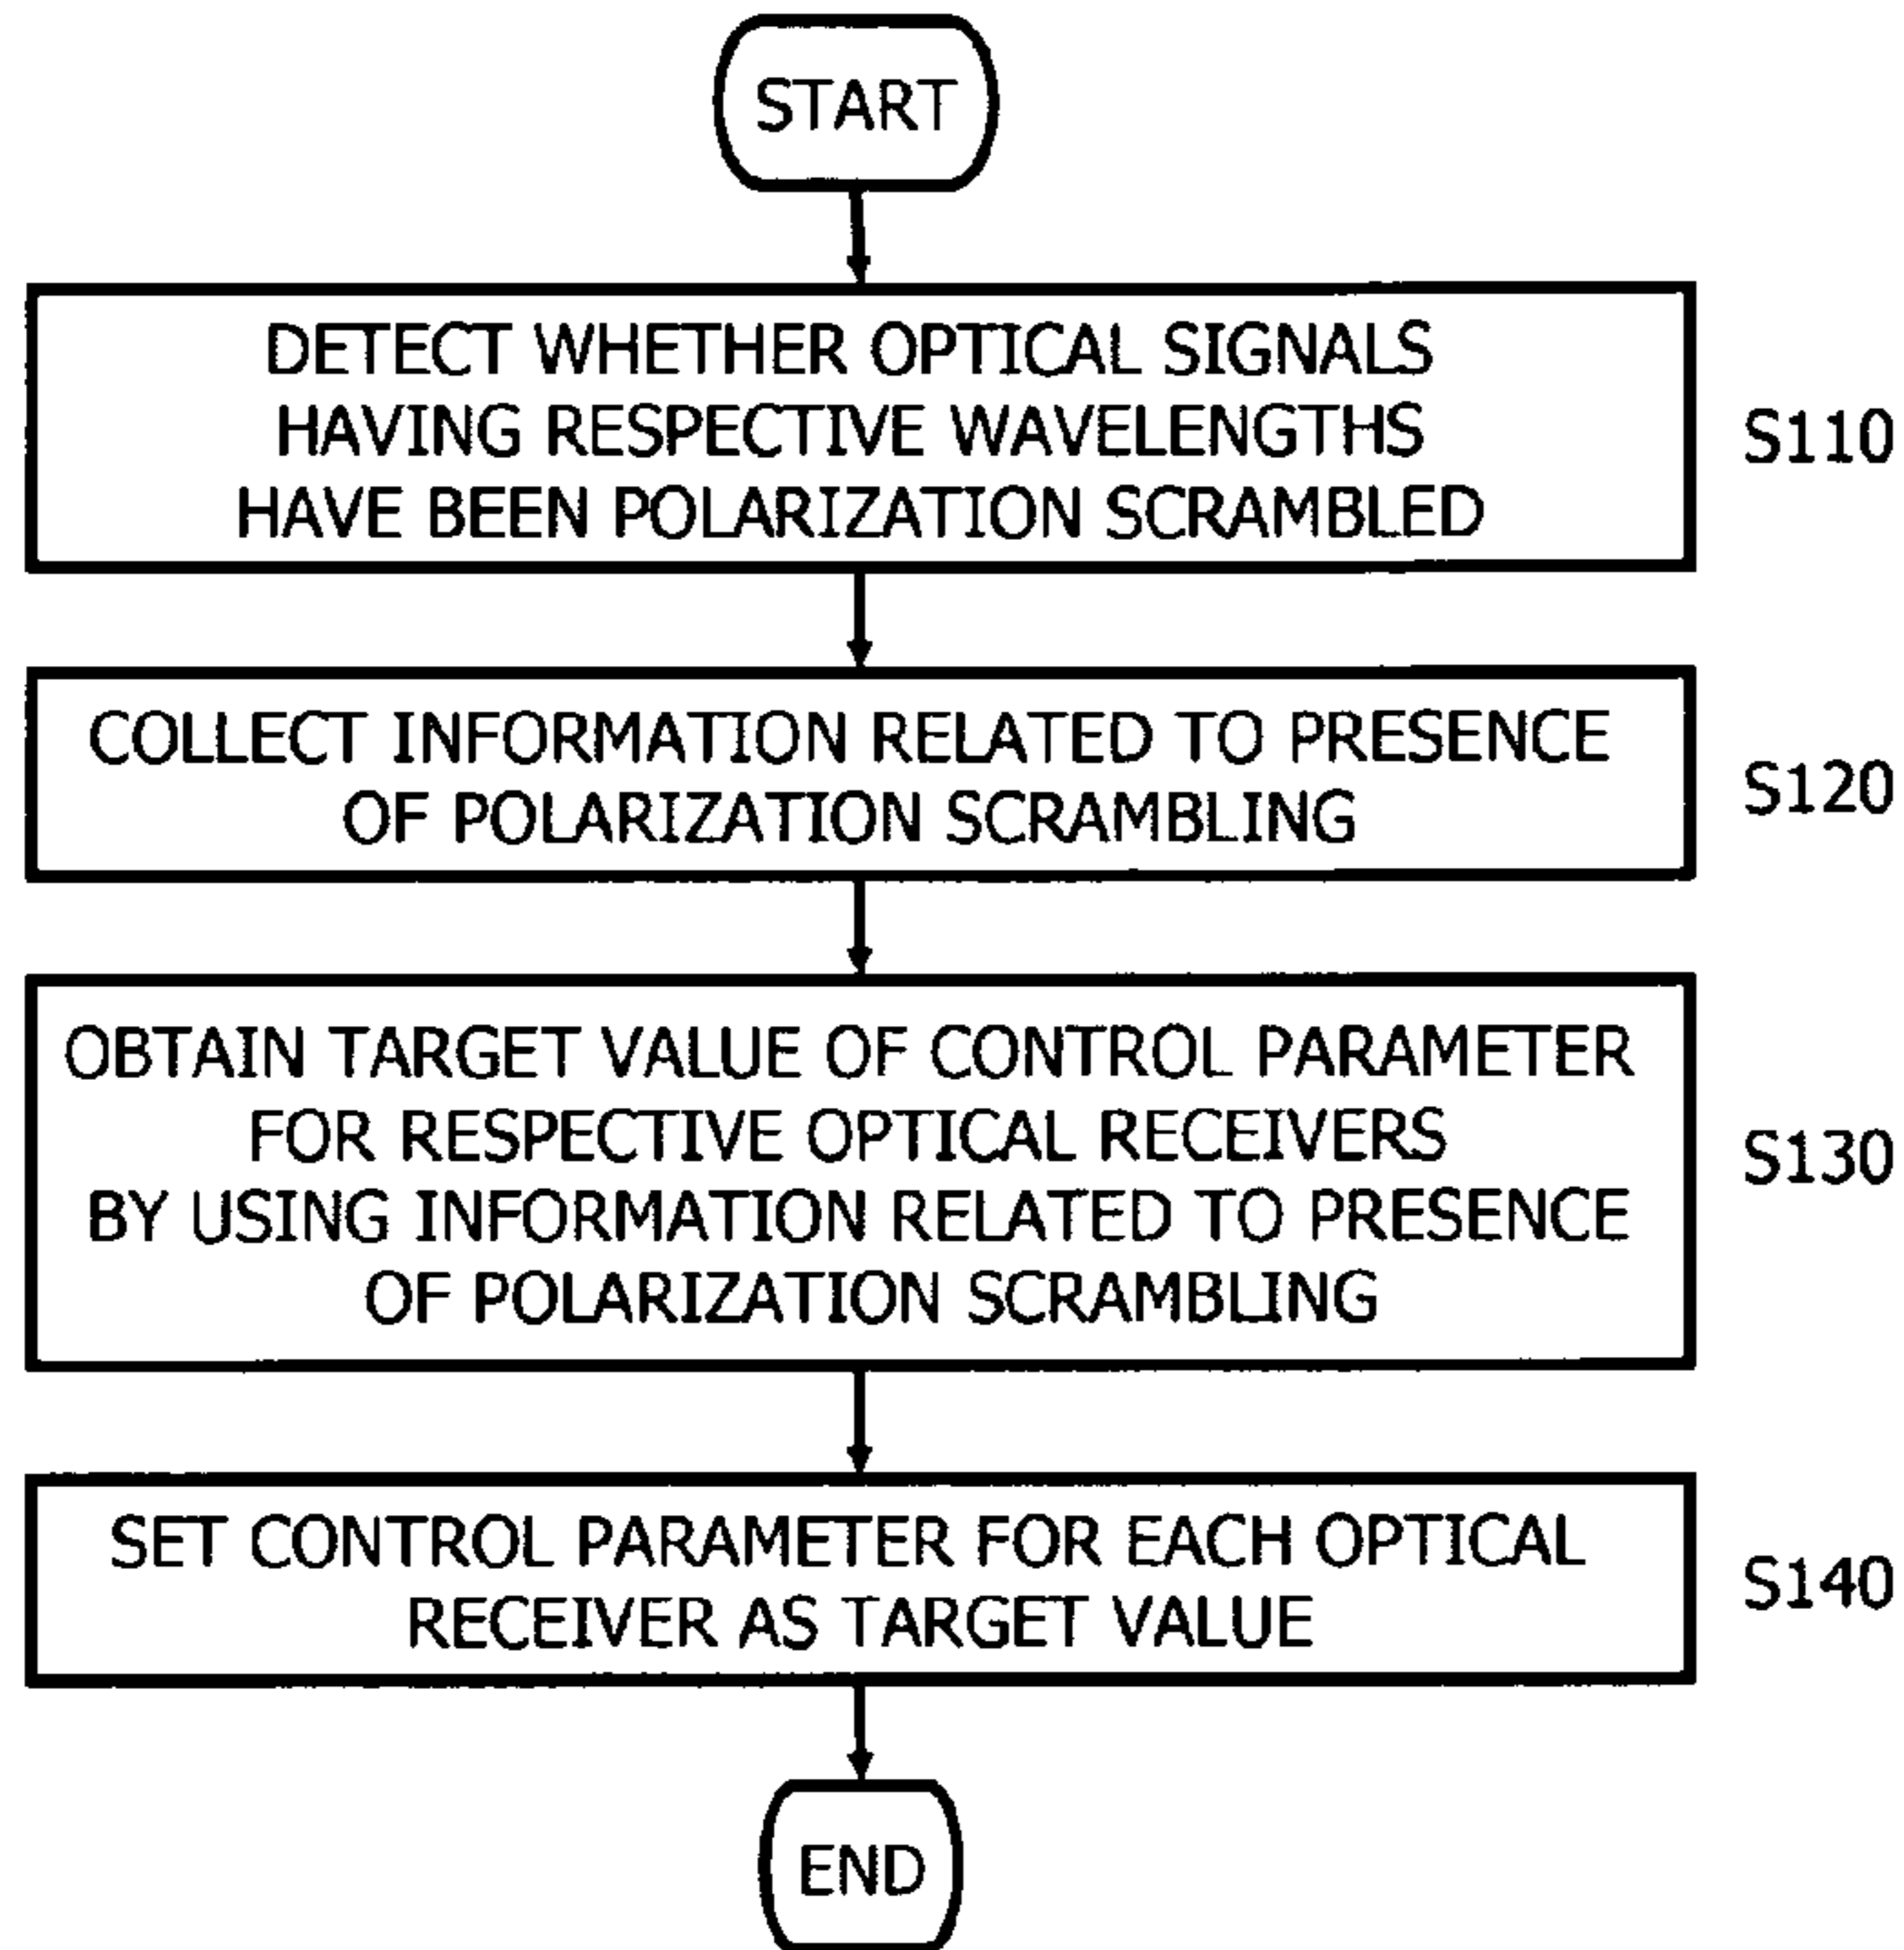 START
DETECT WHETHER OPTICAL SIGNALS
HAVING RESPECTIVE WAVELENGTHS
HAVE BEEN POLARIZATION SCRAMBLED
S110
COLLECT INFORMATION RELATED TO PRESENCE
OF POLARIZATION SCRAMBLING
S120
OBTAIN TARGET VALUE OF CONTROL PARAMETER
FOR RESPECTIVE OPTICAL RECEIVERS
BY USING INFORMATION RELATED TO PRESENCE
OF POLARIZATION SCRAMBLING
S130
SET CONTROL PARAMETER FOR EACH OPTICAL
RECEIVER AS TARGET VALUE
S140
END